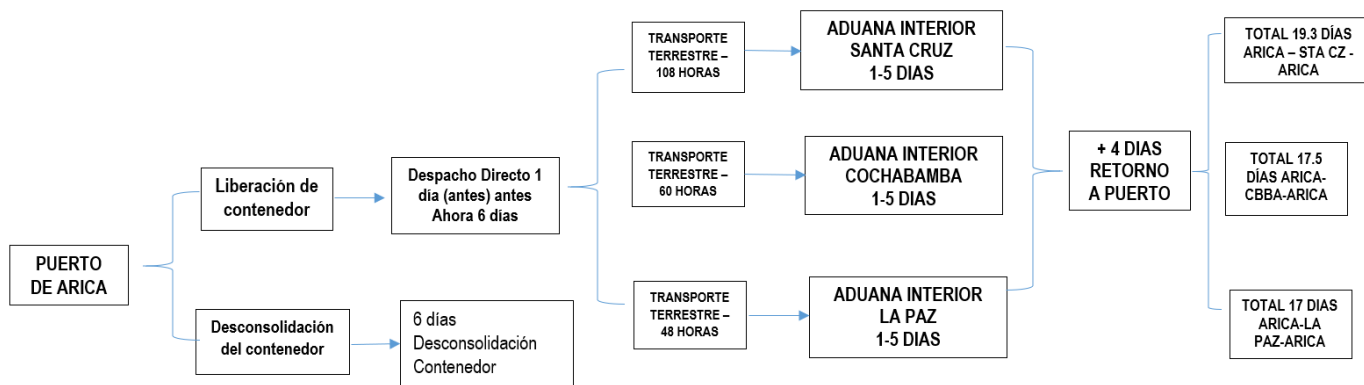 PUERTO
DE ARICA
Liberación de
contenedor
Desconsolidación
del contenedor
Despacho Directo 1
día (antes) antes
Ahora 6 días
6 días
Desconsolidación
Contenedor
TRANSPORTE
TERRESTRE –
108 HORAS
TRANSPORTE
TERRESTRE –
60 HORAS
TRANSPORTE
TERRESTRE –
48 HORAS
ADUANA INTERIOR
SANTA CRUZ
1-5 DIAS
ADUANA INTERIOR
COCHABAMBA
1-5 DIAS
ADUANA INTERIOR
LA PAZ
1-5 DIAS
+ 4 DIAS
RETORNO
A PUERTO
TOTAL 19.3 DÍAS
ARICA – STA CZ -
ARICA
TOTAL 17.5
DÍAS ARICA-
CBBA-ARICA
TOTAL 17 DIAS
ARICA-LA
PAZ-ARICA